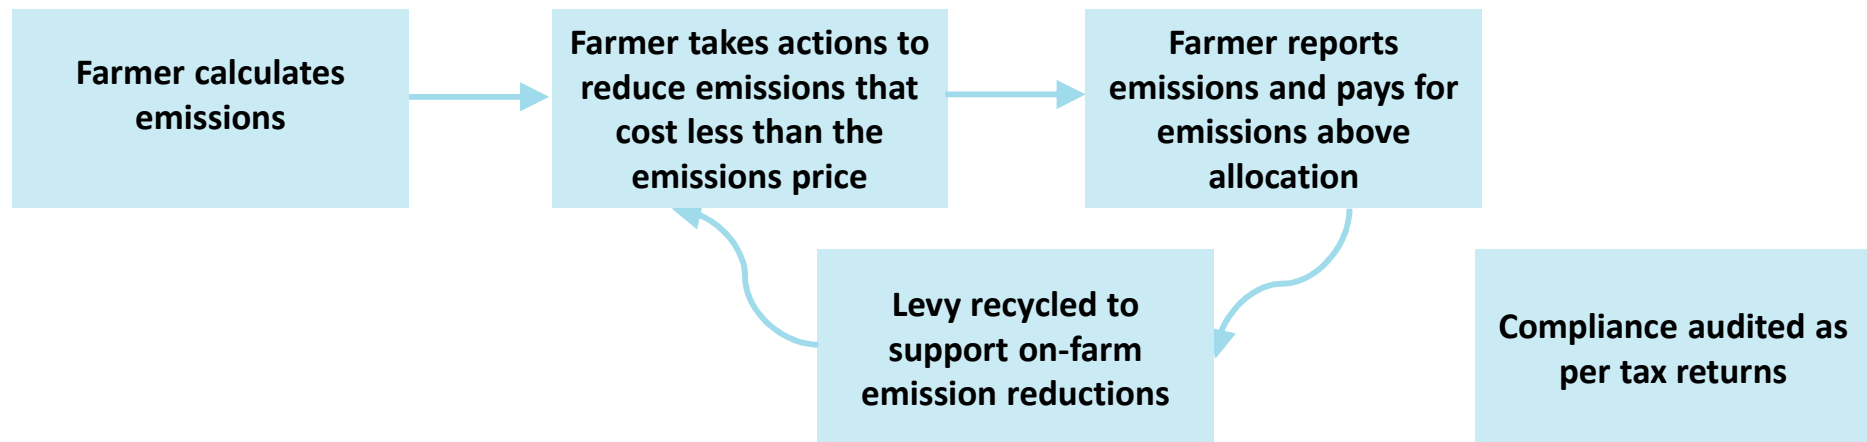 Farmer calculates
emissions
Farmer takes actions to
reduce emissions that
cost less than the
emissions price
Farmer reports
emissions and pays for
emissions above
allocation
Levy recycled to
support on-farm
emission reductions
Compliance audited as
per tax returns